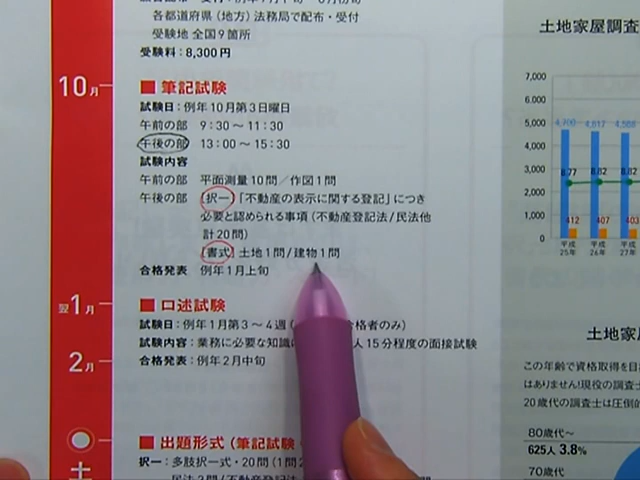 各都道府県（地方）法務局で配布・受付
受験地 全国9箇所
受験料：8,300円
10月
■ 筆記試験
試験日：例年10月第3日曜日
午前の部 9：30～11：30
午後の部 13：00～15：30
試験内容
午前の部 平面測量10問／作図1問
午後の部 [択一]「不動産の表示に関する登記」につき
必要と認められる事項（不動産登記法/民法他
計20問）
[書式] 土地1問/建物1問
合格発表 例年1月上旬
翌1月
■ 口述試験
試験日：例年1月第3～4週（
合格者のみ）
試験内容：業務に必要な知識
人15分程度の面接試験
2月
合格発表：例年2月中旬
■ 出題形式（筆記試験
択一：多肢択一式・20問（1問2
土
土地家屋調査
7,000
6,000
5,000
4,000
3,000
2,000
1,000
0
4,700
4,617
4,568
8.77
8.82
8.82
412
407
403
平成25年
平成26年
平成27年
土地家屋
この年齢で資格取得を目
はありません！現役の調査士
20歳代の調査士は圧倒的
80歳代～
625人 3.8%
70歳代